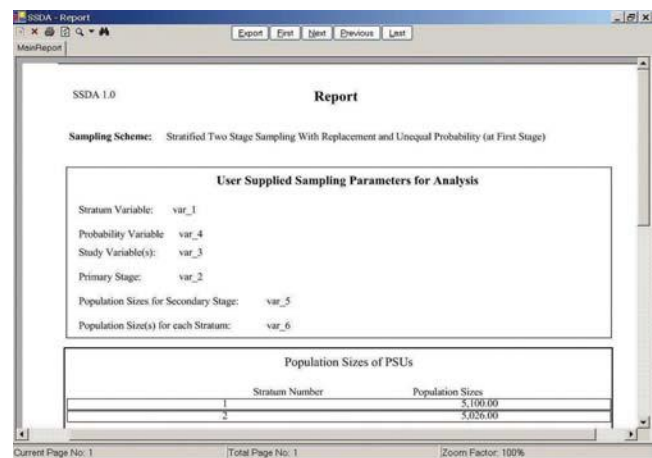 SSDA - Report
Export First Next Previous Last
MainReport
SSDA 1.0
Report
Sampling Scheme: Stratified Two Stage Sampling With Replacement and Unequal Probability (at First Stage)
User Supplied Sampling Parameters for Analysis
Stratum Variable: var_1
Probability Variable var_4
Study Variable(s): var_3
Primary Stage: var_2
Population Sizes for Secondary Stage: var_5
Population Size(s) for each Stratum: var_6
Population Sizes of PSUs
Stratum Number Population Sizes
1 5,100.00
2 5,026.00
Current Page No: 1 Total Page No: 1 Zoom Factor: 100%